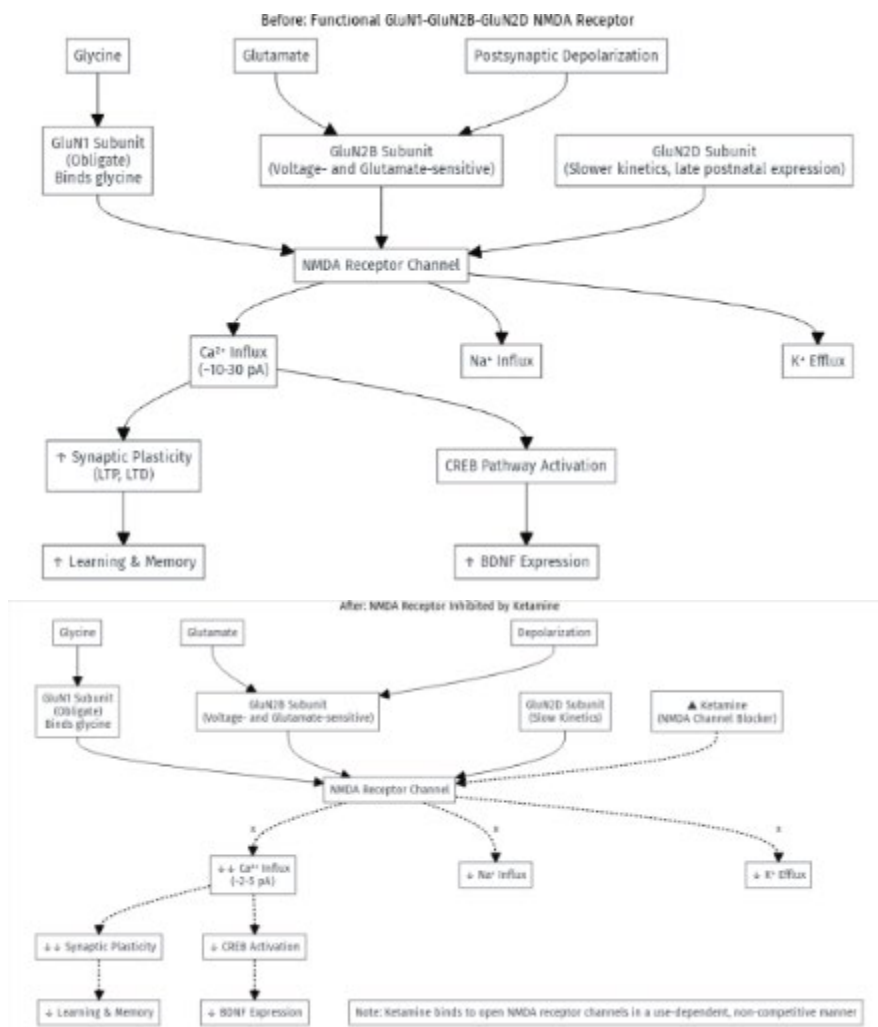 Before: Functional GluN1-GluN2B-GluN2D NMDA Receptor
Glycine
Glutamate
Postsynaptic Depolarization
GluN1 Subunit
(Obligate)
Binds glycine
GluN2B Subunit
(Voltage- and Glutamate-sensitive)
GluN2D Subunit
(Slower kinetics, late postnatal expression)
NMDA Receptor Channel
Ca²⁺ Influx
(~10-30 pA)
Na⁺ Influx
K⁺ Efflux
↑ Synaptic Plasticity
(LTP, LTD)
CREB Pathway Activation
↑ Learning & Memory
↑ BDNF Expression
After: NMDA Receptor Inhibited by Ketamine
Glycine
Glutamate
Depolarization
GluN1 Subunit
(Obligate)
Binds glycine
GluN2B Subunit
(Voltage- and Glutamate-sensitive)
GluN2D Subunit
(Slow Kinetics)
▲ Ketamine
(NMDA Channel Blocker)
NMDA Receptor Channel
x
x
x
↓↓ Ca²⁺ Influx
(~2-5 pA)
↓ Na⁺ Influx
↓ K⁺ Efflux
↓↓ Synaptic Plasticity
↓ CREB Activation
↓ Learning & Memory
↓ BDNF Expression
Note: Ketamine binds to open NMDA receptor channels in a use-dependent, non-competitive manner